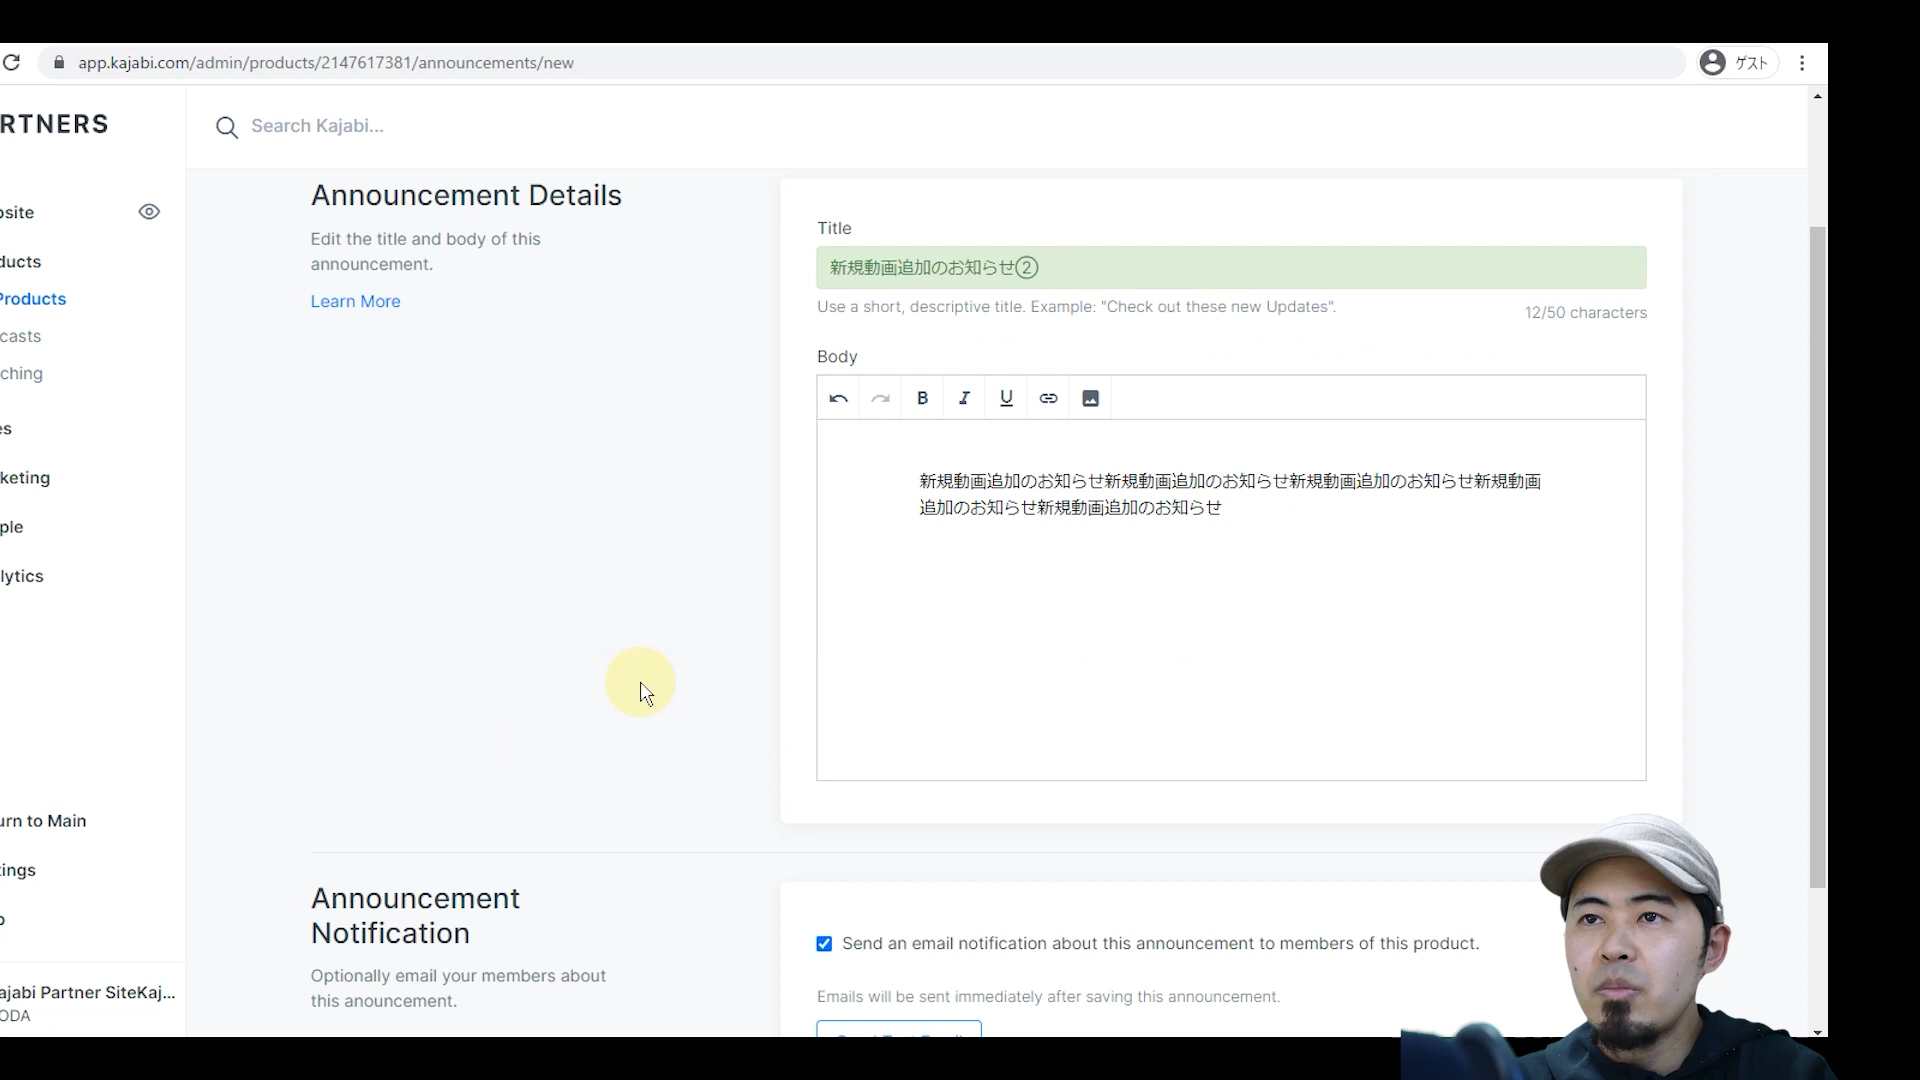 app.kajabi.com/admin/products/2147617381/announcements/new
ゲスト
RTNERS
Search Kajabi...
osite
ducts
Products
casts
ching
es
keting
ple
lytics
urn to Main
ings
ajabi Partner SiteKaj...
ODA
Announcement Details
Edit the title and body of this
announcement.
Learn More
Title
新規動画追加のお知らせ②
Use a short, descriptive title. Example: "Check out these new Updates".
12/50 characters
Body
B I U
新規動画追加のお知らせ新規動画追加のお知らせ新規動画追加のお知らせ新規動画
追加のお知らせ新規動画追加のお知らせ
Announcement
Notification
Optionally email your members about
this anouncement.
Send an email notification about this announcement to members of this product.
Emails will be sent immediately after saving this announcement.